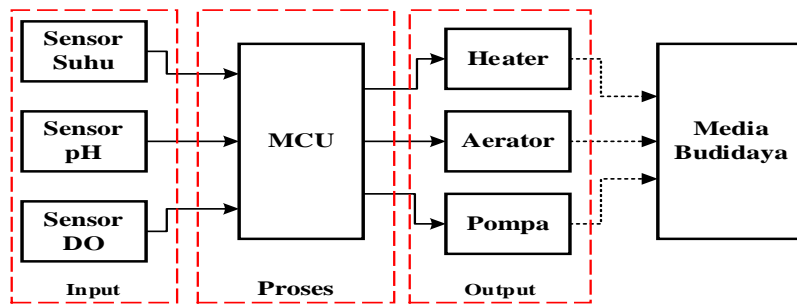 Sensor
Suhu
Sensor
pH
Sensor
DO
Input
MCU
Proses
Heater
Aerator
Pompa
Output
Media
Budidaya